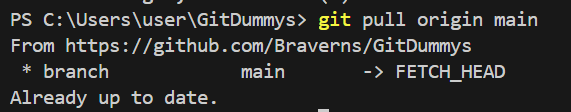 PS C:\Users\user\GitDummys> git pull origin main
From https://github.com/Braverns/GitDummys
 * branch            main       -> FETCH_HEAD
Already up to date.